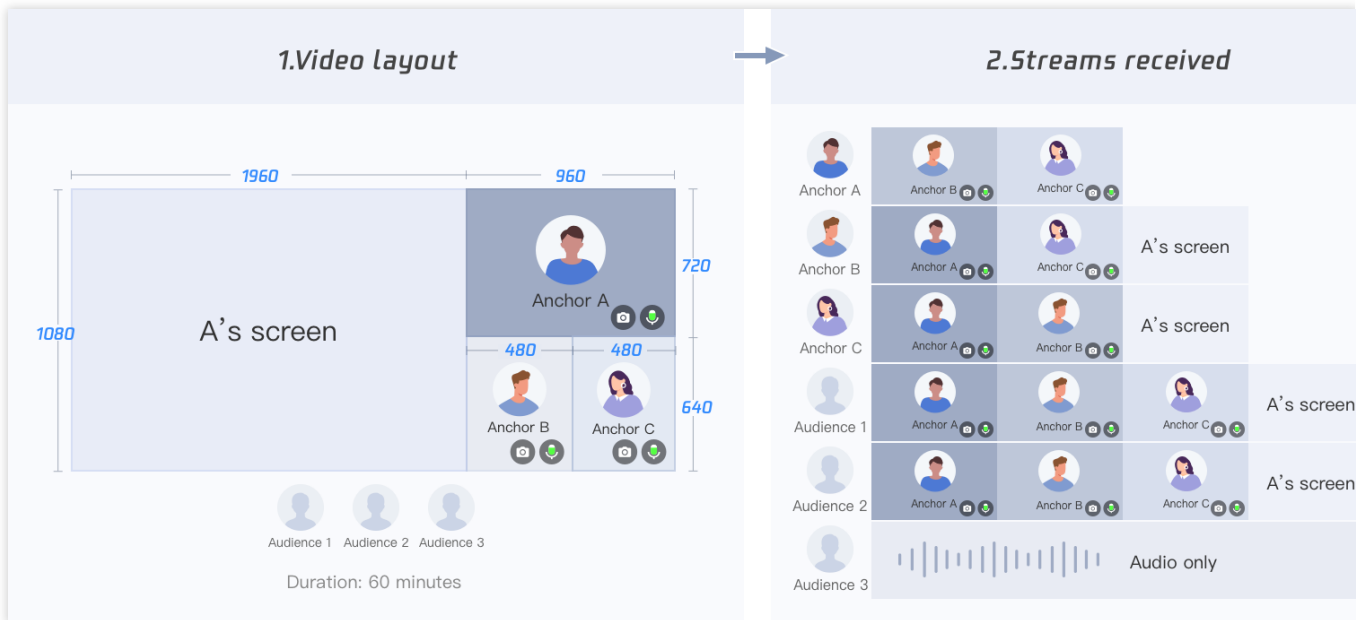 1.Video layout
1960
960
1080
A's screen
Anchor A
720
480
480
Anchor B
Anchor C
640
Audience 1
Audience 2
Audience 3
Duration: 60 minutes
2.Streams received
Anchor A
Anchor B
Anchor C
Anchor B
Anchor A
Anchor C
A's screen
Anchor C
Anchor A
Anchor B
A's screen
Audience 1
Anchor A
Anchor B
Anchor C
A's screen
Audience 2
Anchor A
Anchor B
Anchor C
A's screen
Audience 3
Audio only